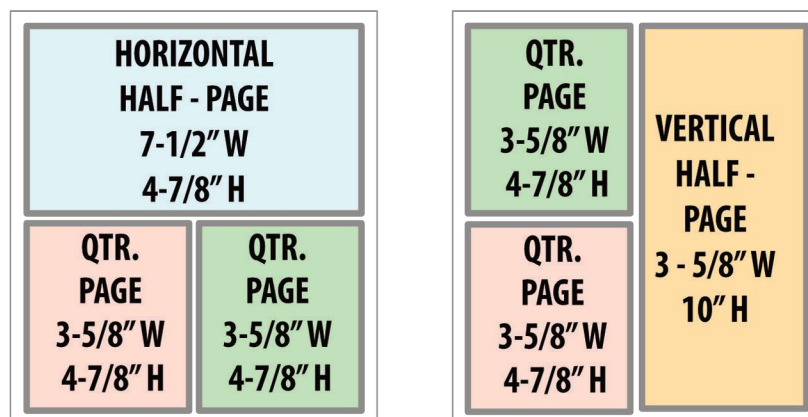 HORIZONTAL
HALF - PAGE
7-1/2” W
4-7/8” H
QTR.
PAGE
3-5/8” W
4-7/8” H
QTR.
PAGE
3-5/8” W
4-7/8” H
QTR.
PAGE
3-5/8” W
4-7/8” H
QTR.
PAGE
3-5/8” W
4-7/8” H
VERTICAL
HALF -
PAGE
3 - 5/8” W
10” H